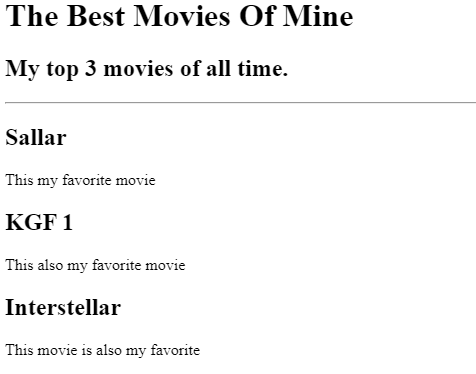 The Best Movies Of Mine
My top 3 movies of all time.
Sallar
This my favorite movie
KGF 1
This also my favorite movie
Interstellar
This movie is also my favorite